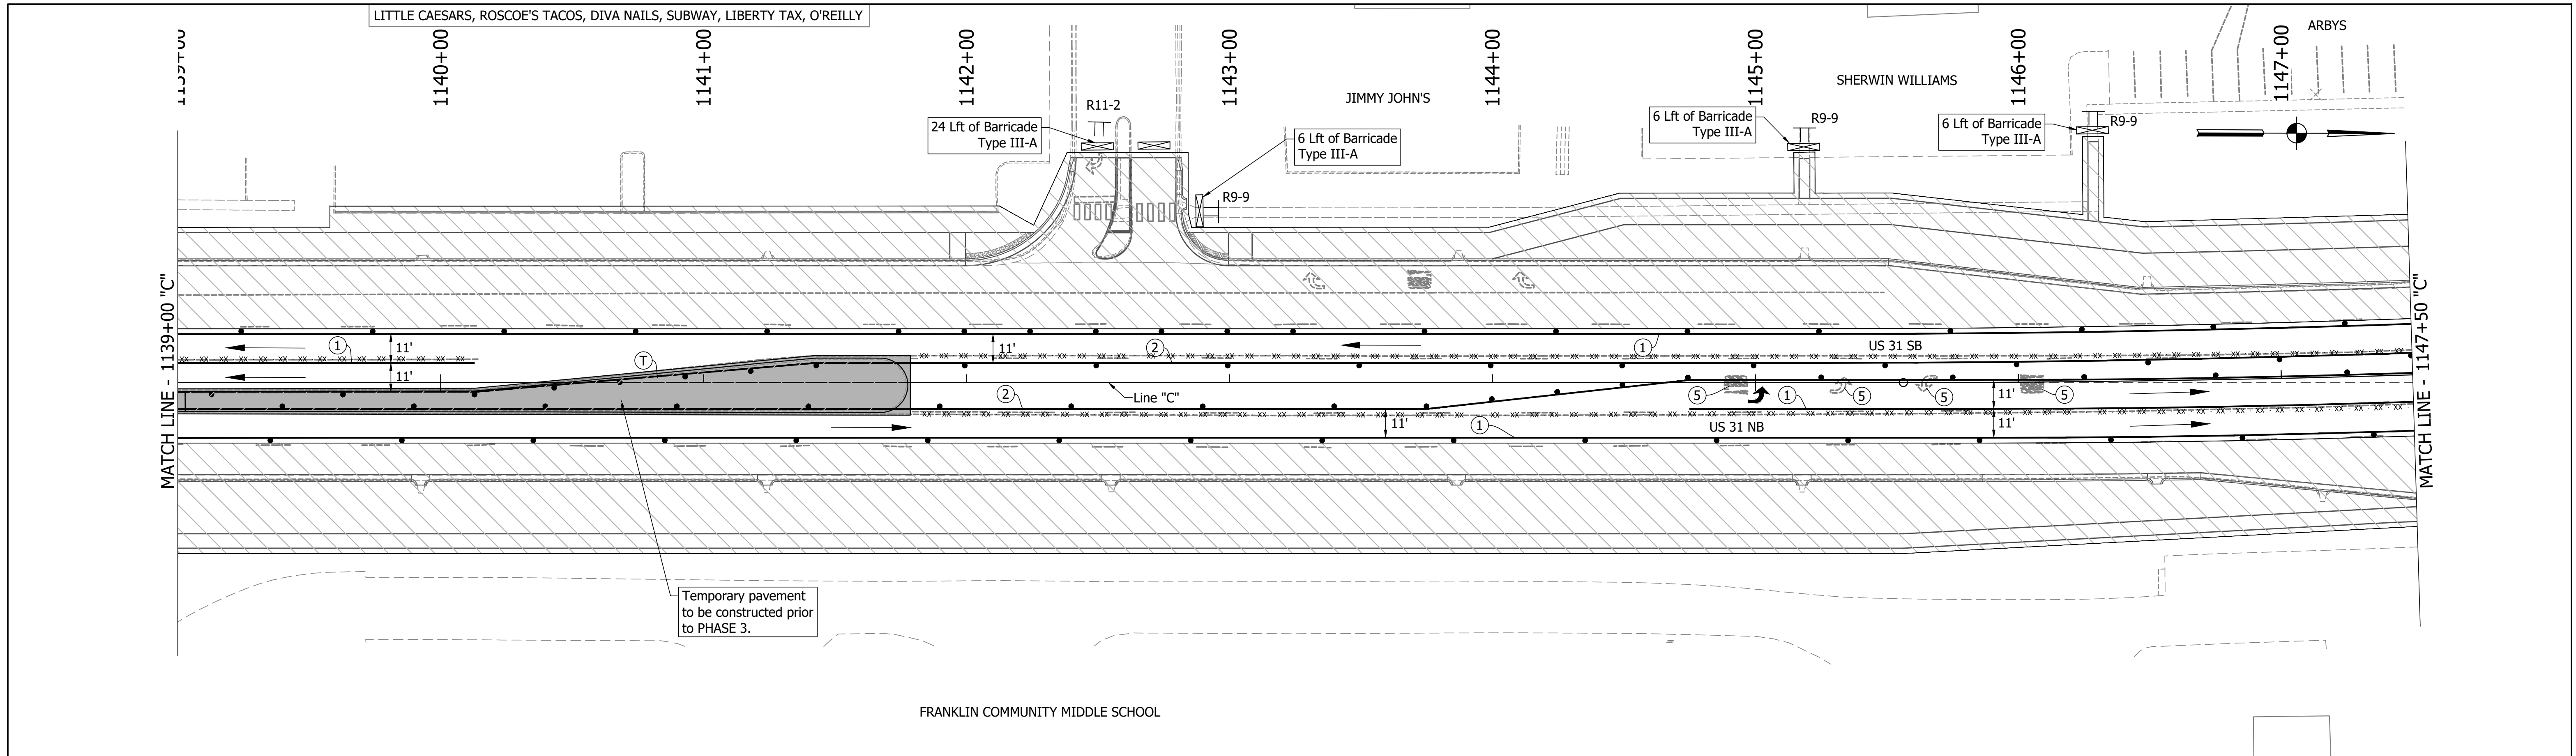 LITTLE CAESARS, ROSCOE'S TACOS, DIVA NAILS, SUBWAY, LIBERTY TAX, O'REILLY
1139+00
1140+00
1141+00
1142+00
1143+00
1144+00
1145+00
1146+00
1147+00
ARBYS
SHERWIN WILLIAMS
JIMMY JOHN'S
R11-2
24 Lft of Barricade
Type III-A
6 Lft of Barricade
Type III-A
R9-9
6 Lft of Barricade
Type III-A
R9-9
6 Lft of Barricade
Type III-A
R9-9
MATCH LINE - 1139+00 "C"
MATCH LINE - 1147+50 "C"
1
11'
11'
T
11'
2
1
US 31 SB
Line "C"
2
11'
1
5
1
5
5
5
11'
11'
US 31 NB
Temporary pavement
to be constructed prior
to PHASE 3.
FRANKLIN COMMUNITY MIDDLE SCHOOL